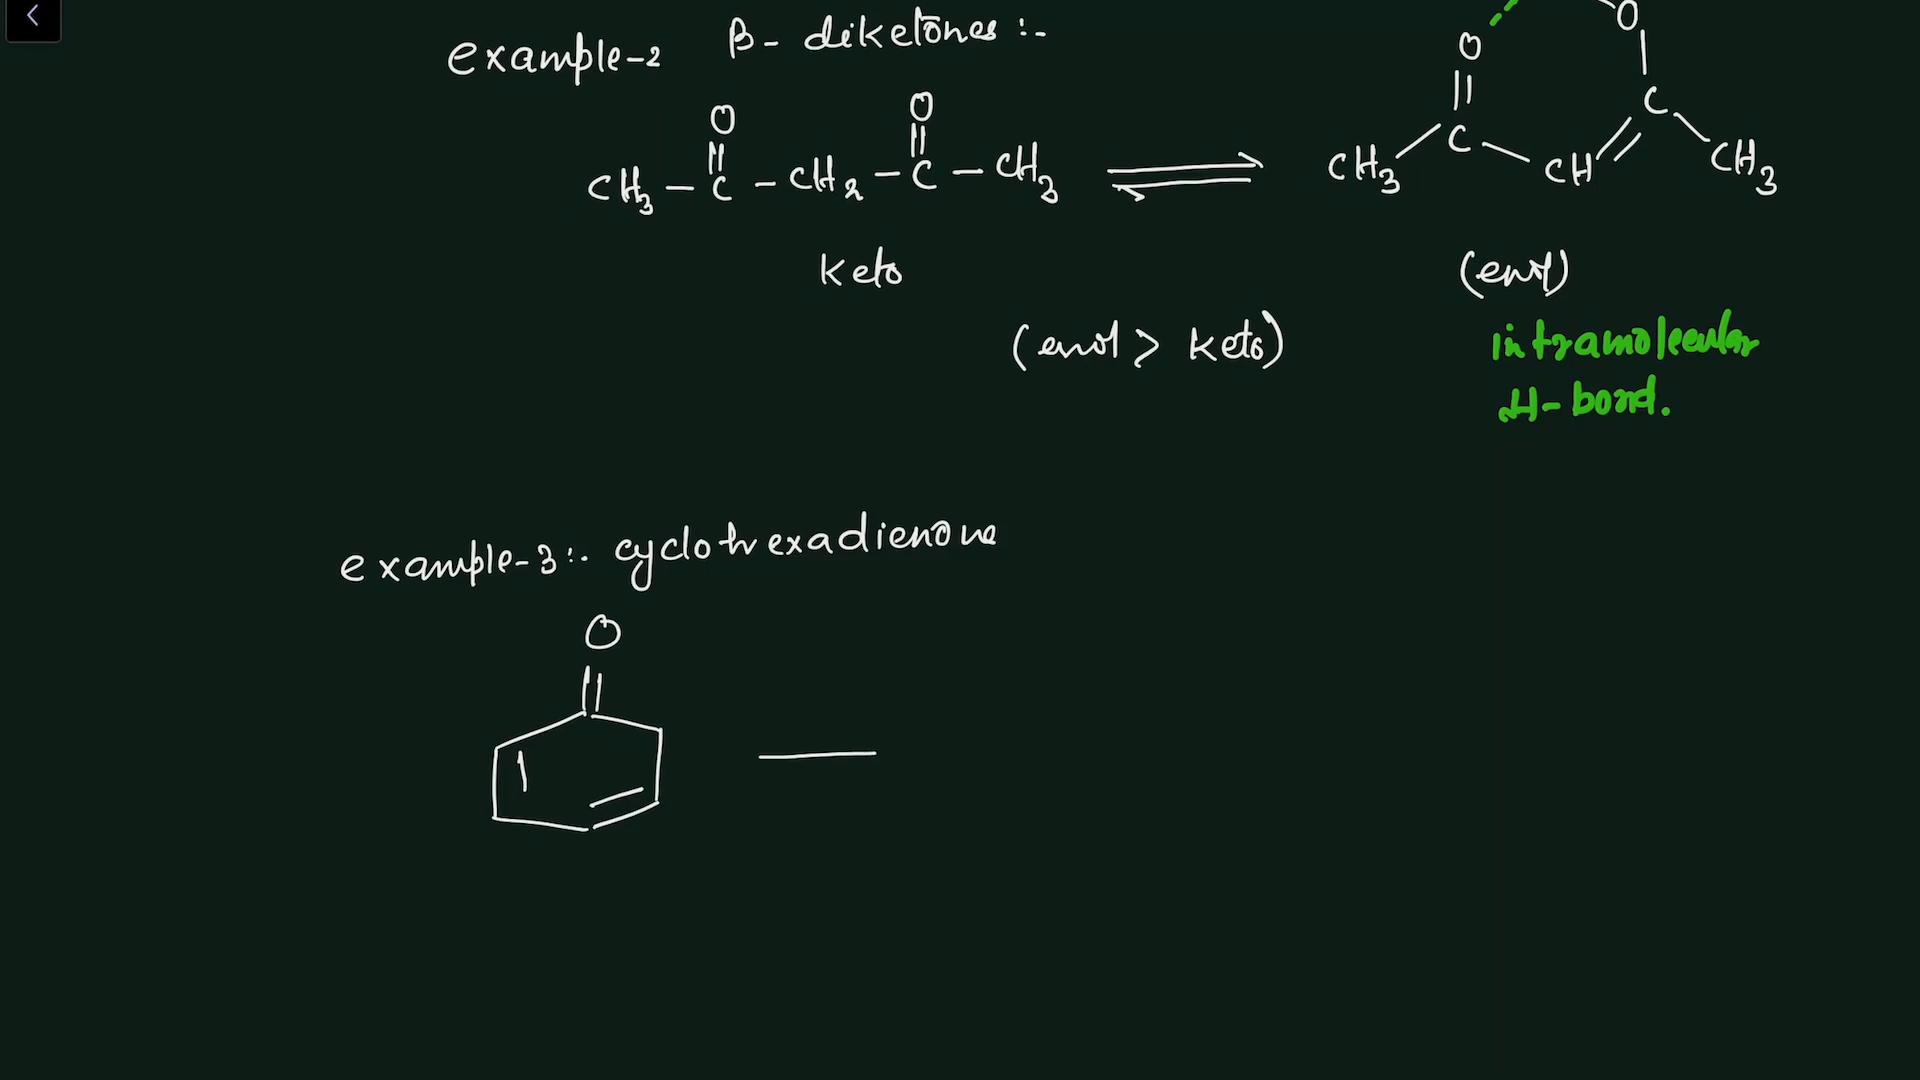 example-2 β- diketones :-
O O O O
CH3 - C - CH2 - C - CH3 ⇌ CH3 C CH C CH3
keto (enol)
(enol > keto) intramolecular
H-bond.
example-3:- cyclohexadienone
O